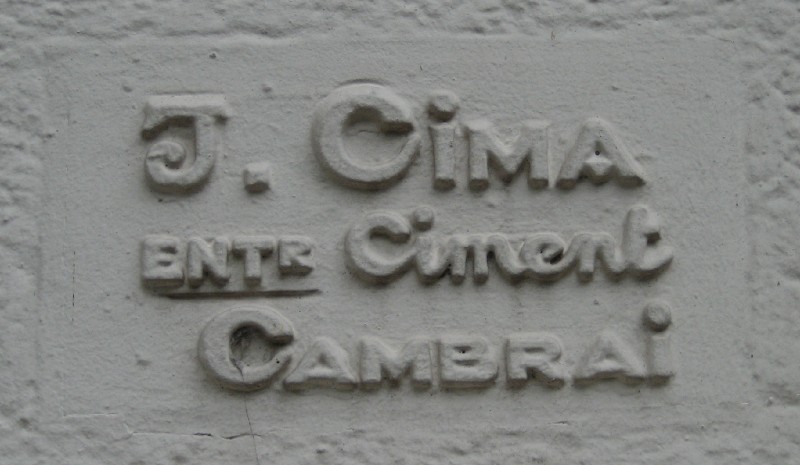 J. CiMA
ENTR Ciment
CAMBRAi